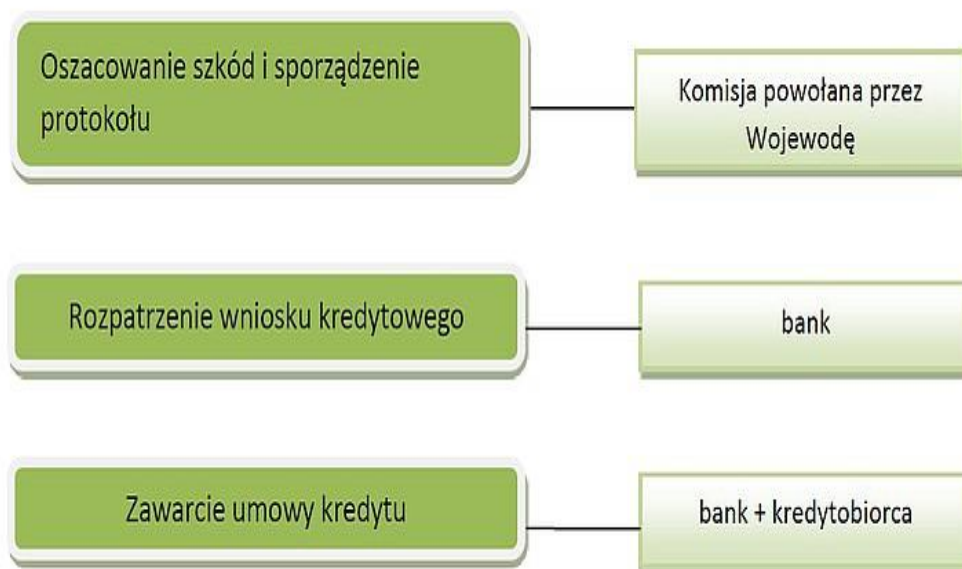 Oszacowanie szkód i sporządzenie
protokołu
Komisja powołana przez
Wojewodę
Rozpatrzenie wniosku kredytowego
bank
Zawarcie umowy kredytu
bank + kredytobiorca